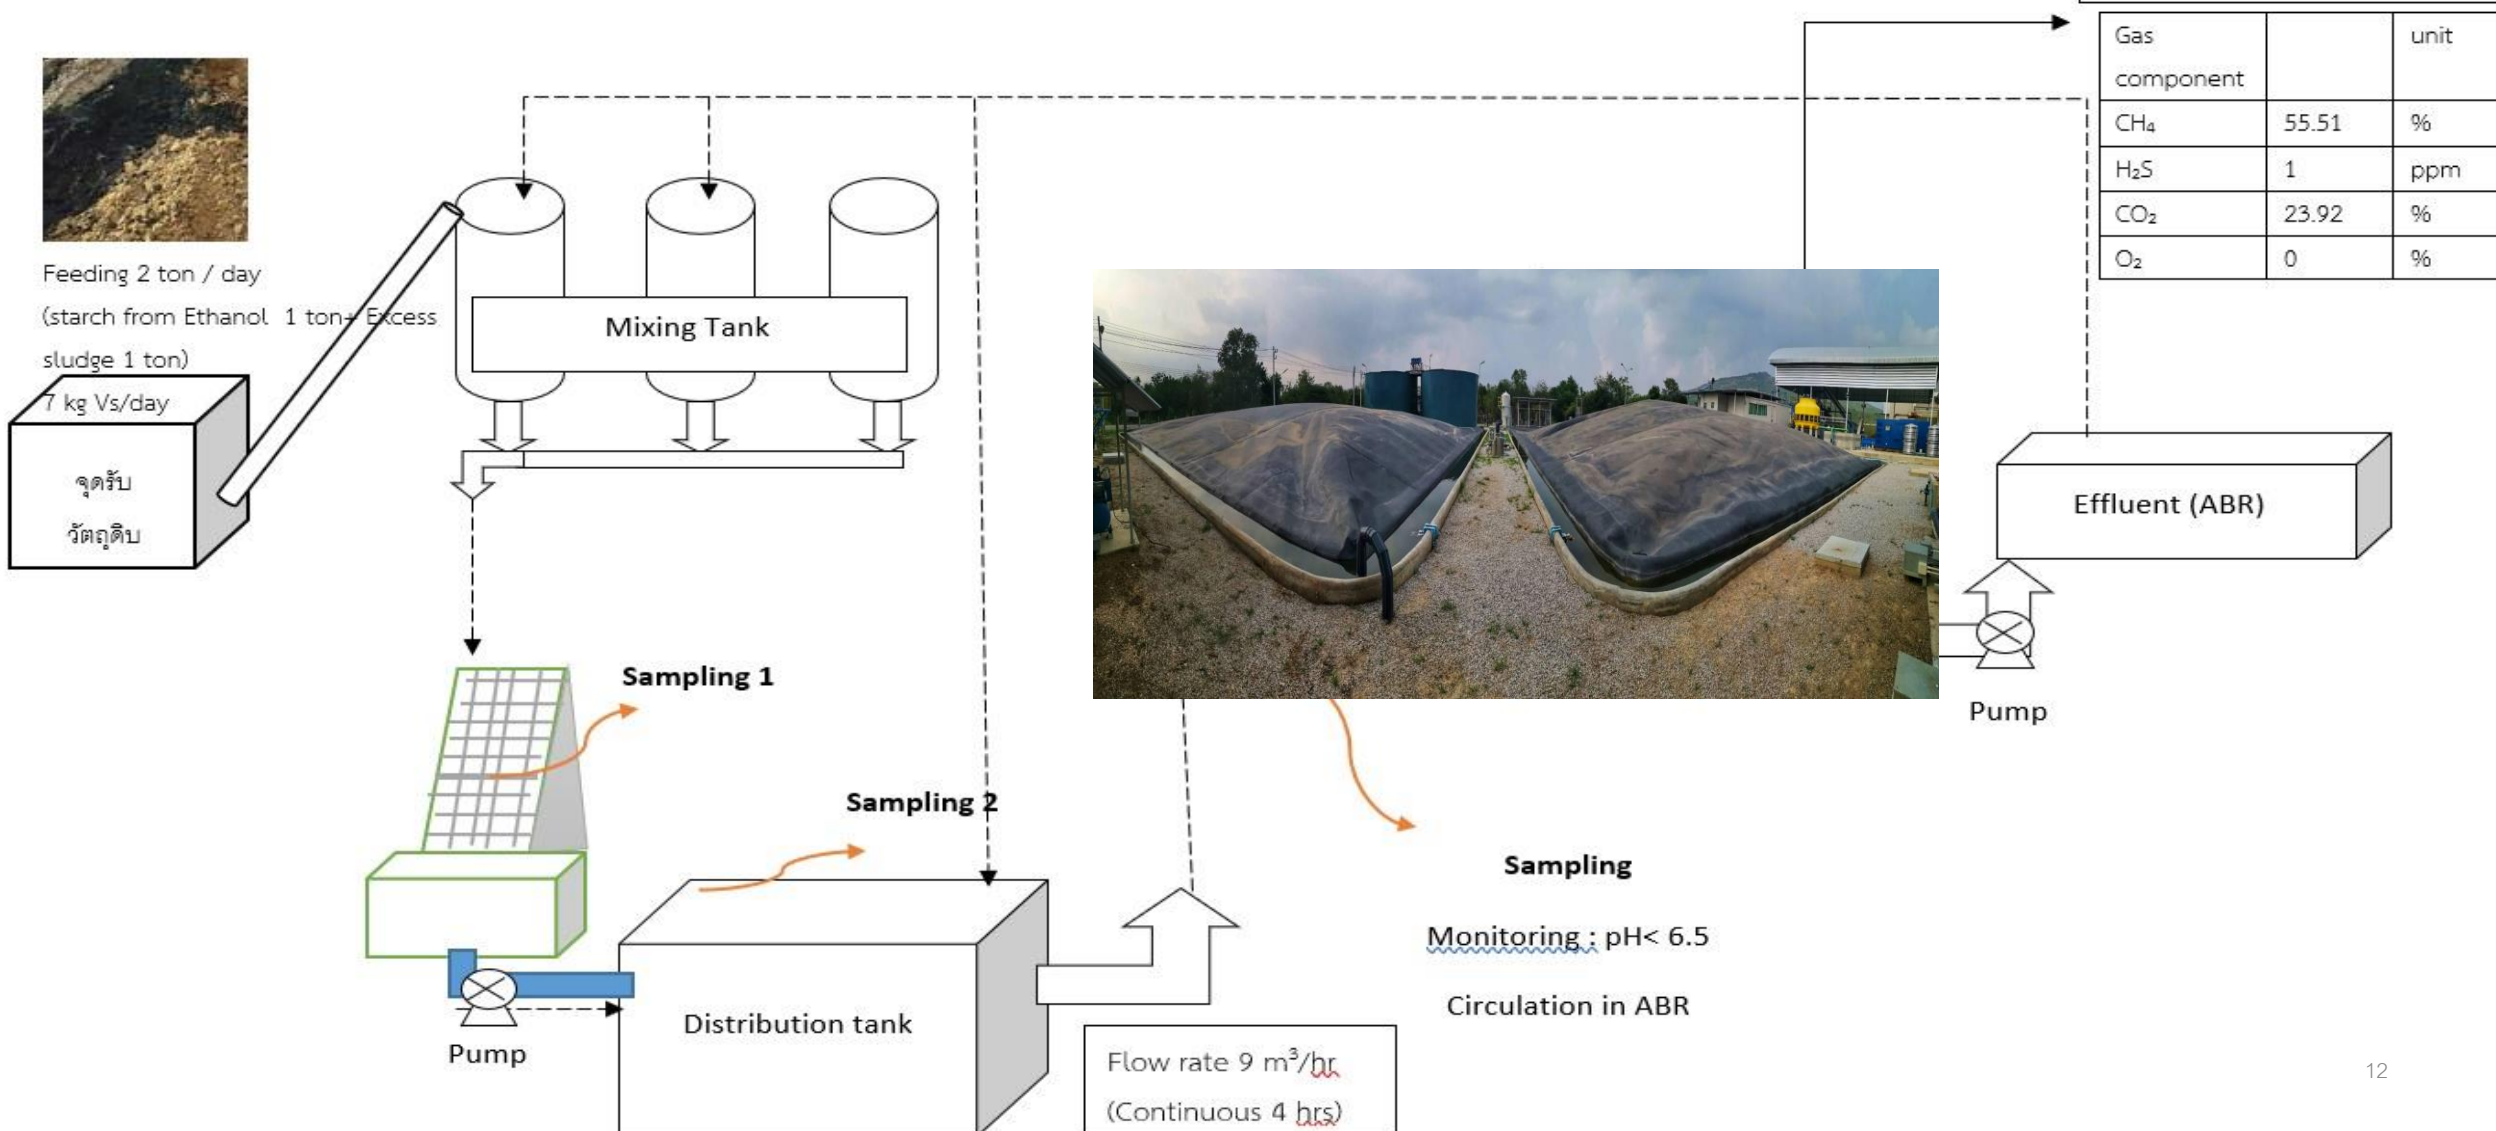 Gas component unit
CH₄ 55.51 %
H₂S 1 ppm
CO₂ 23.92 %
O₂ 0 %
Feeding 2 ton / day
(starch from Ethanol 1 ton+ Excess
sludge 1 ton)
7 kg Vs/day
จุดรับ
วัตถุดิบ
Mixing Tank
Effluent (ABR)
Pump
Sampling 1
Sampling 2
Sampling
Monitoring : pH< 6.5
Circulation in ABR
Distribution tank
Pump
Flow rate 9 m³/hr
(Continuous 4 hrs)
12